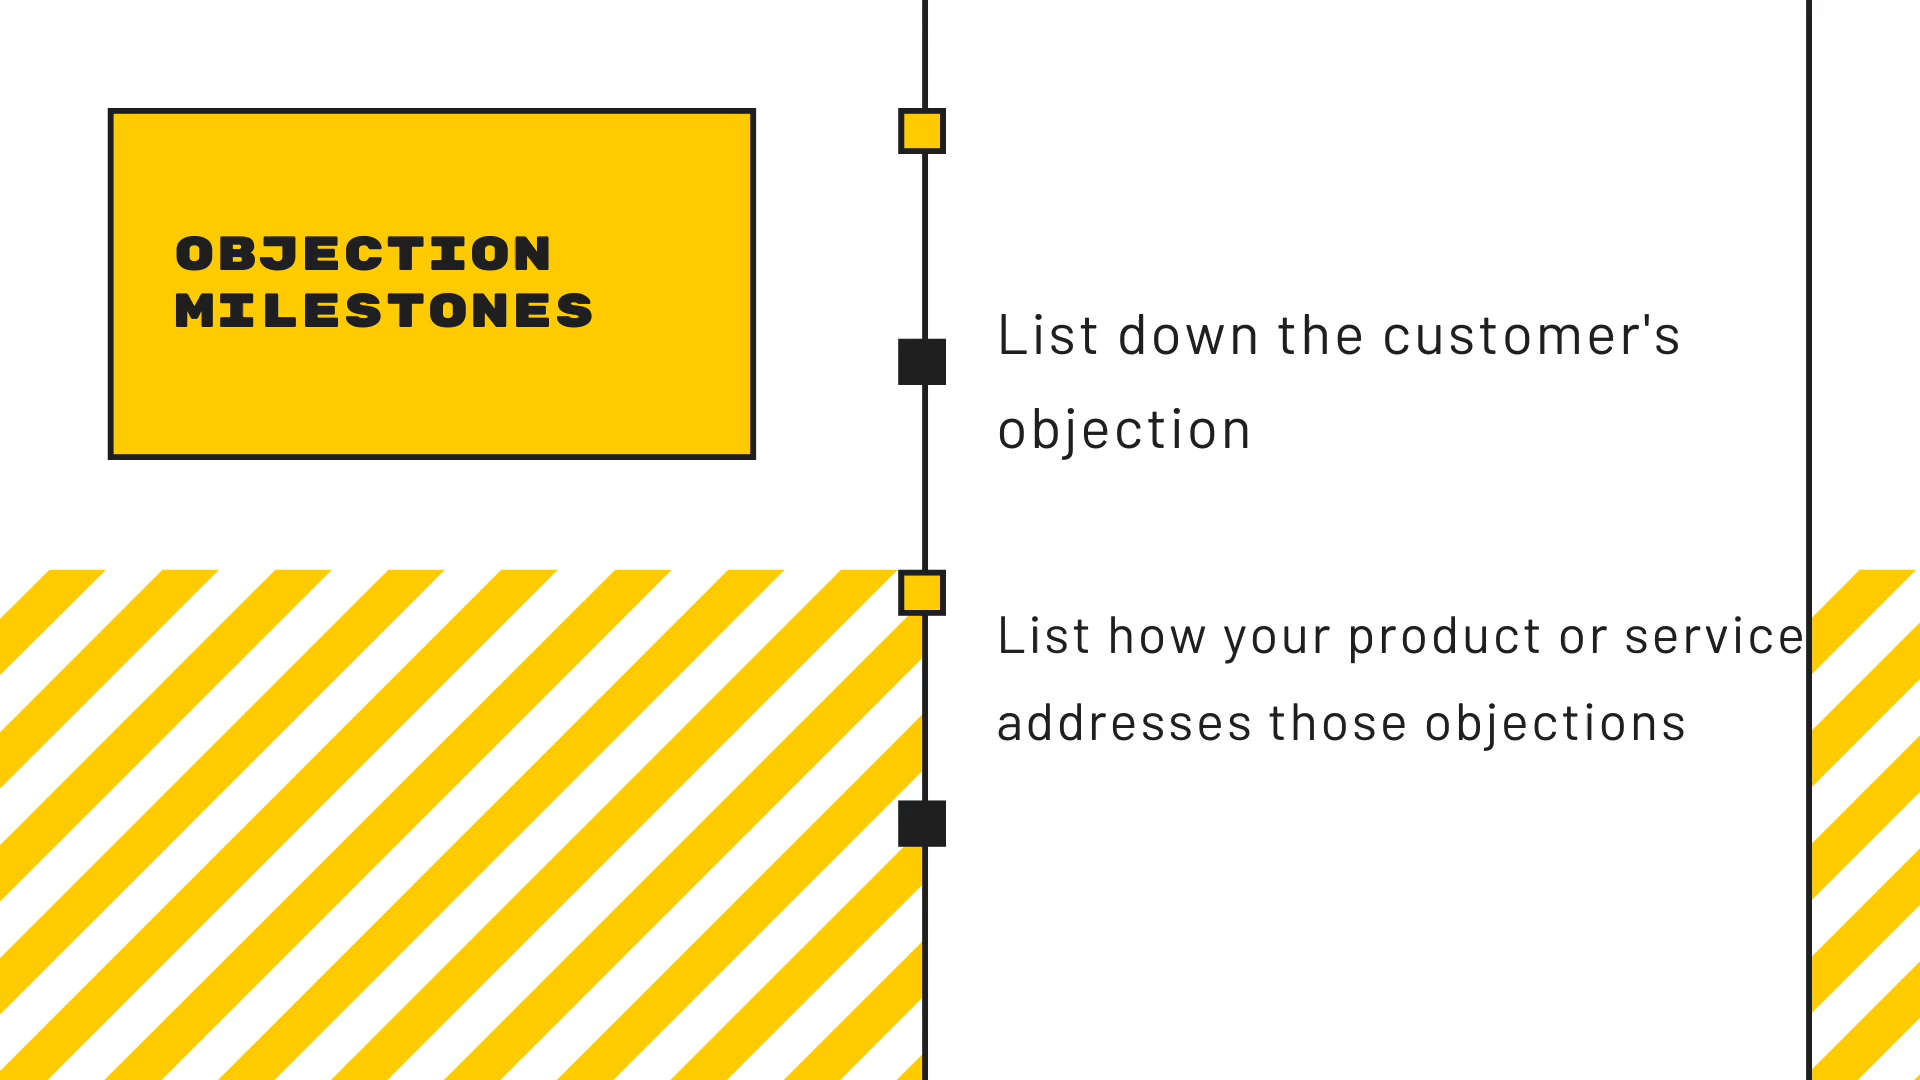 OBJECTION
MILESTONES
List down the customer's
objection
List how your product or service
addresses those objections